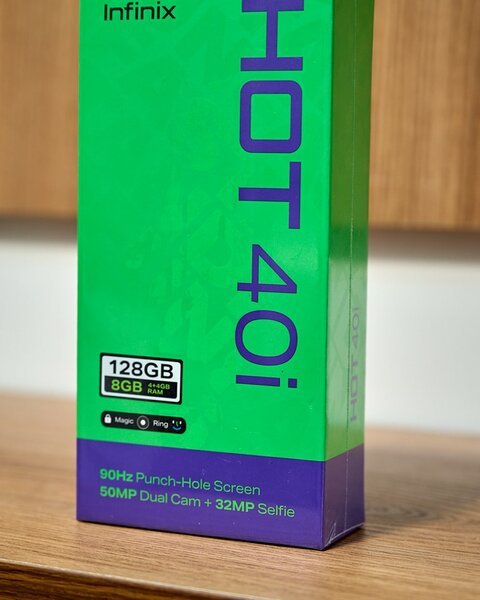 Infinix
HOT 40i
128GB
8GB 4+4GB RAM
Magic Ring
90Hz Punch-Hole Screen
50MP Dual Cam + 32MP Selfie
HOT 40i